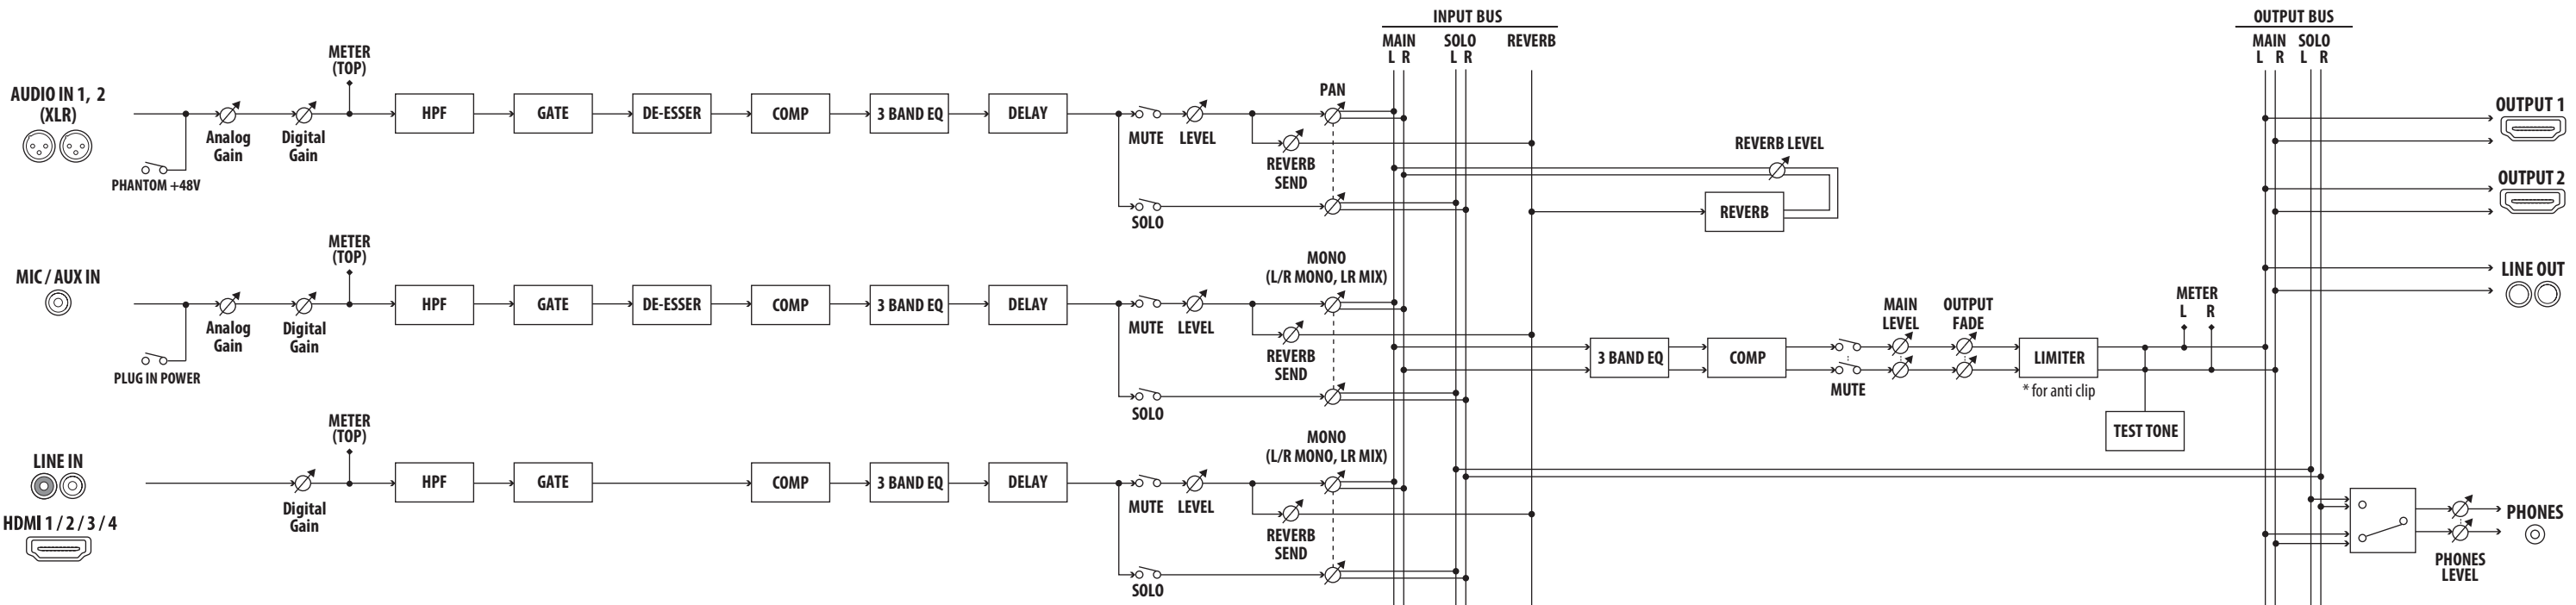 INPUT BUS
MAIN SOLO REVERB
L R L R
OUTPUT BUS
MAIN SOLO
L R L R
AUDIO IN 1, 2
(XLR)
PHANTOM +48V
Analog
Gain
Digital
Gain
METER
(TOP)
HPF
GATE
DE-ESSER
COMP
3 BAND EQ
DELAY
MUTE
LEVEL
REVERB
SEND
SOLO
PAN
REVERB LEVEL
REVERB
OUTPUT 1
OUTPUT 2
MIC / AUX IN
PLUG IN POWER
Analog
Gain
Digital
Gain
METER
(TOP)
HPF
GATE
DE-ESSER
COMP
3 BAND EQ
DELAY
MUTE
LEVEL
REVERB
SEND
SOLO
MONO
(L/R MONO, LR MIX)
3 BAND EQ
COMP
MUTE
MAIN
LEVEL
OUTPUT
FADE
LIMITER
* for anti clip
METER
L R
TEST TONE
LINE OUT
LINE IN
HDMI 1 / 2 / 3 / 4
Digital
Gain
METER
(TOP)
HPF
GATE
COMP
3 BAND EQ
DELAY
MUTE
LEVEL
REVERB
SEND
SOLO
MONO
(L/R MONO, LR MIX)
PHONES
PHONES
LEVEL